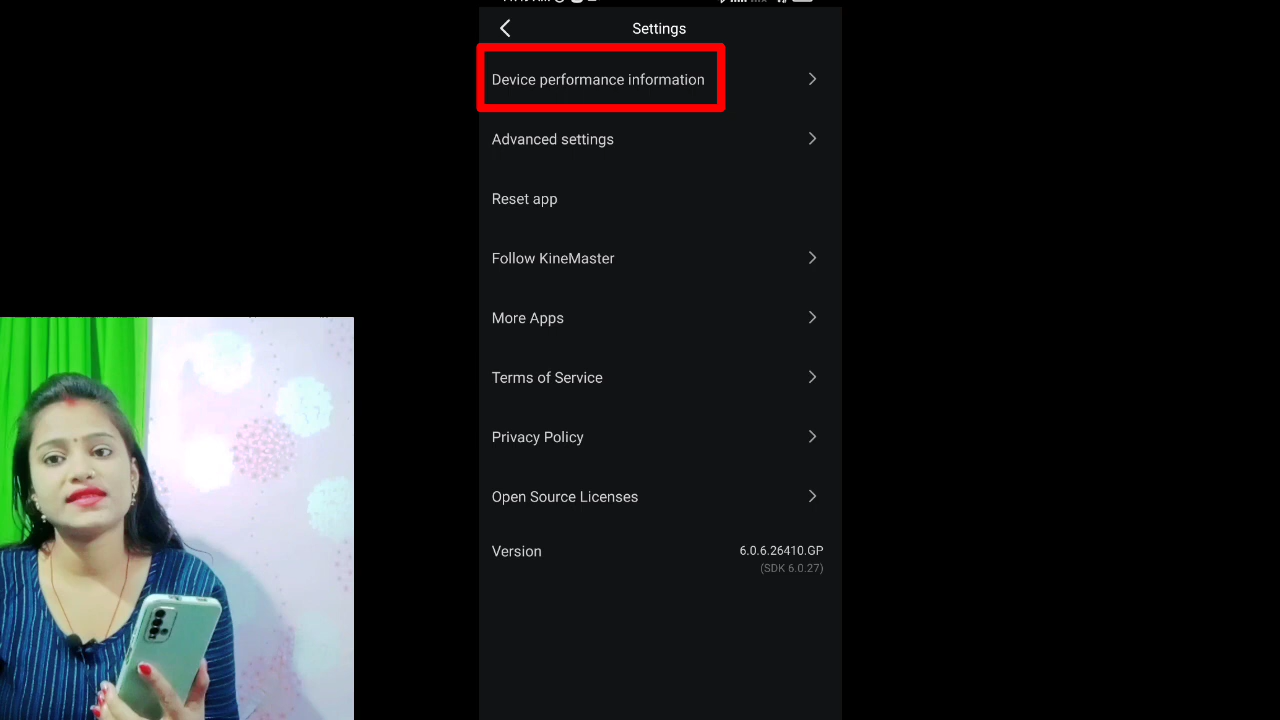 Settings
Device performance information
Advanced settings
Reset app
Follow KineMaster
More Apps
Terms of Service
Privacy Policy
Open Source Licenses
Version
6.0.6.26410.GP
(SDK 6.0.27)